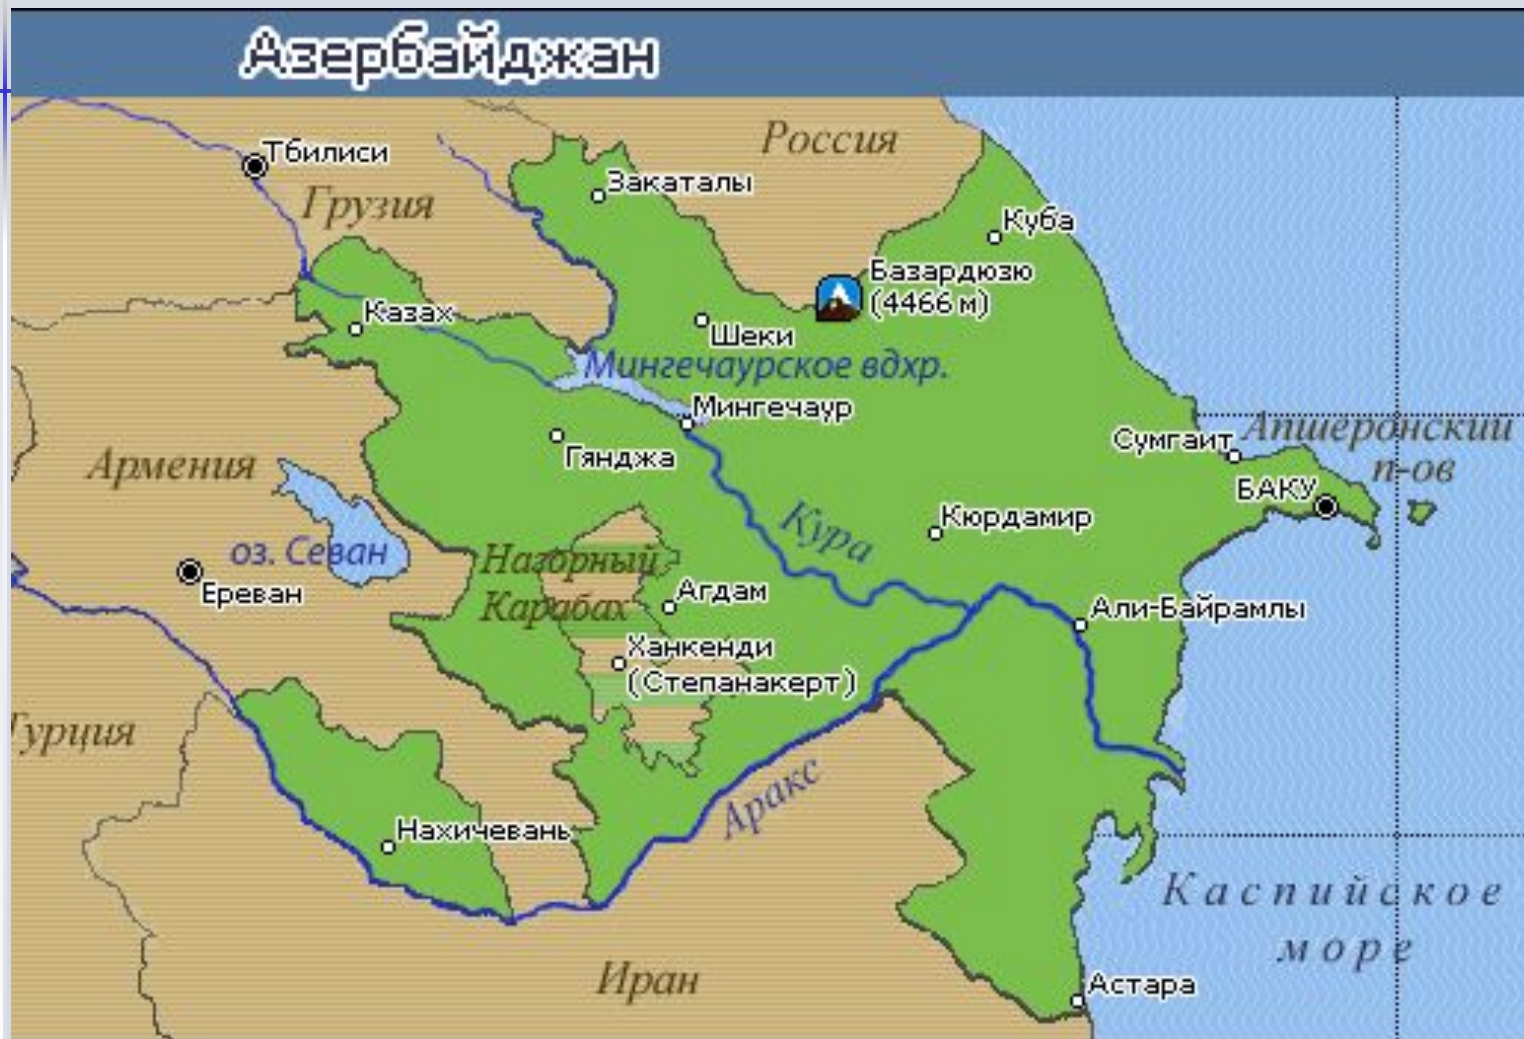 Азербайджан
Россия
Тбилиси
Закаталы
Грузия
Куба
Базардюзю
(4466 м)
Казах
Шеки
Мингечаурское вдхр.
Мингечаур
Апшеронский
п-ов
Сумгаит
Гянджа
Армения
БАКУ
Кюрдамир
Кура
оз. Севан
Нагорный
Карабах
Ереван
Агдам
Али-Байрамлы
Ханкенди
(Степанакерт)
Турция
Аракс
Нахичевань
Каспийское
море
Иран
Астара